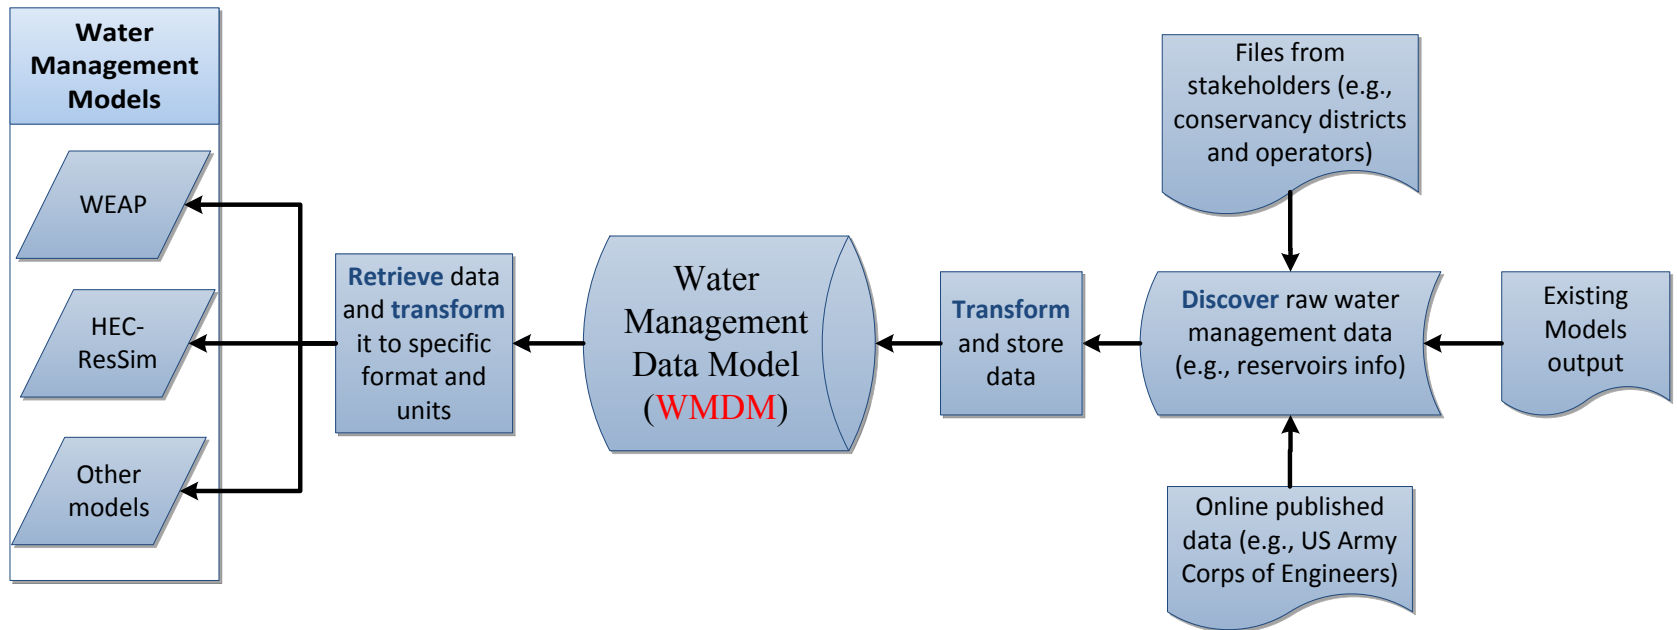 Water
Management
Models
WEAP
HEC-
ResSim
Other
models
Retrieve data
and transform
it to specific
format and
units
Water
Management
Data Model
(WMDM)
Transform
and store
data
Files from
stakeholders (e.g.,
conservancy districts
and operators)
Discover raw water
management data
(e.g., reservoirs info)
Existing
Models
output
Online published
data (e.g., US Army
Corps of Engineers)